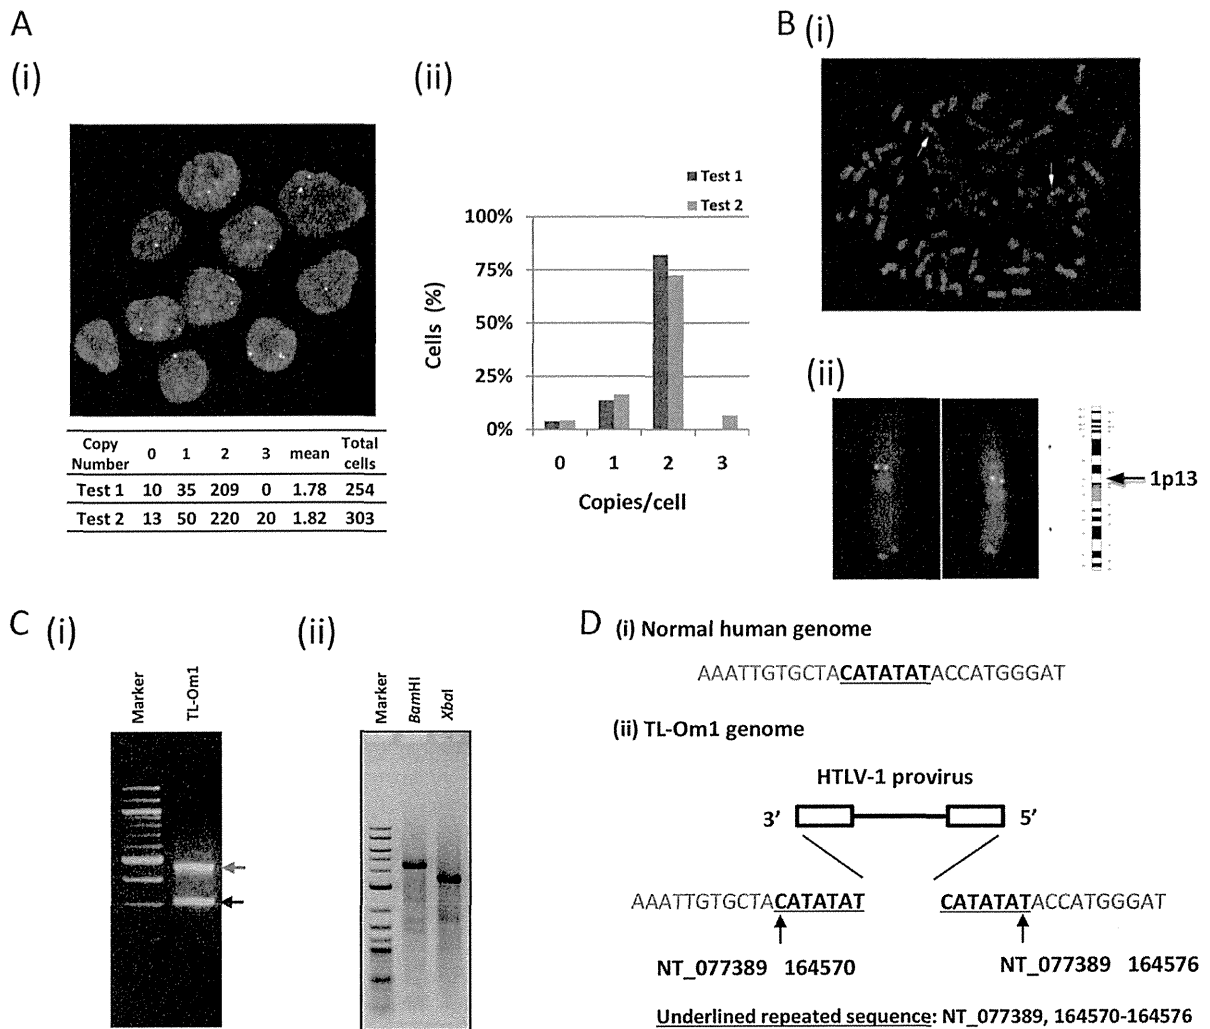 A
(i)
Copy Number 0 1 2 3 mean Total cells
Test 1 10 35 209 0 1.78 254
Test 2 13 50 220 20 1.82 303
(ii)
Test 1
Test 2
100%
75%
50%
25%
0%
Cells (%)
0 1 2 3
Copies/cell
B
(i)
(ii)
1p13
C
(i)
Marker
TL-Om1
(ii)
Marker
BamHI
XbaI
D
(i) Normal human genome
AAATTGTGCTACATATATACCATGGGAT
(ii) TL-Om1 genome
HTLV-1 provirus
3’ 5’
AAATTGTGCTACATATAT CATATATACCATGGGAT
NT_077389 164570 NT_077389 164576
Underlined repeated sequence: NT_077389, 164570-164576